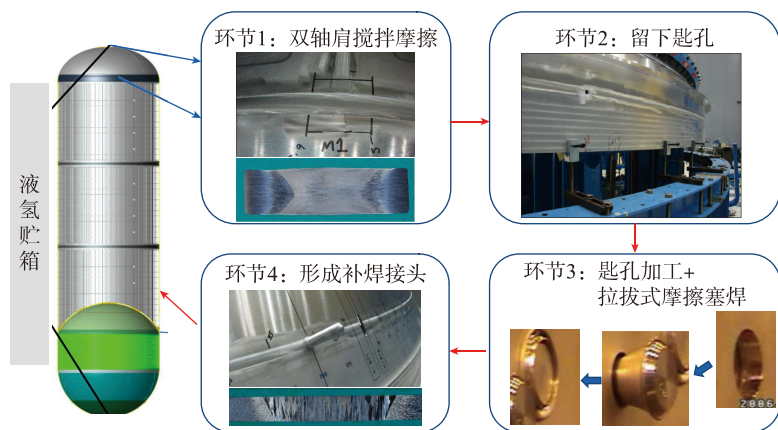 液氢贮箱
环节1：双轴肩搅拌摩擦
M1
环节2：留下匙孔
环节3：匙孔加工+
拉拔式摩擦塞焊
2006
环节4：形成补焊接头